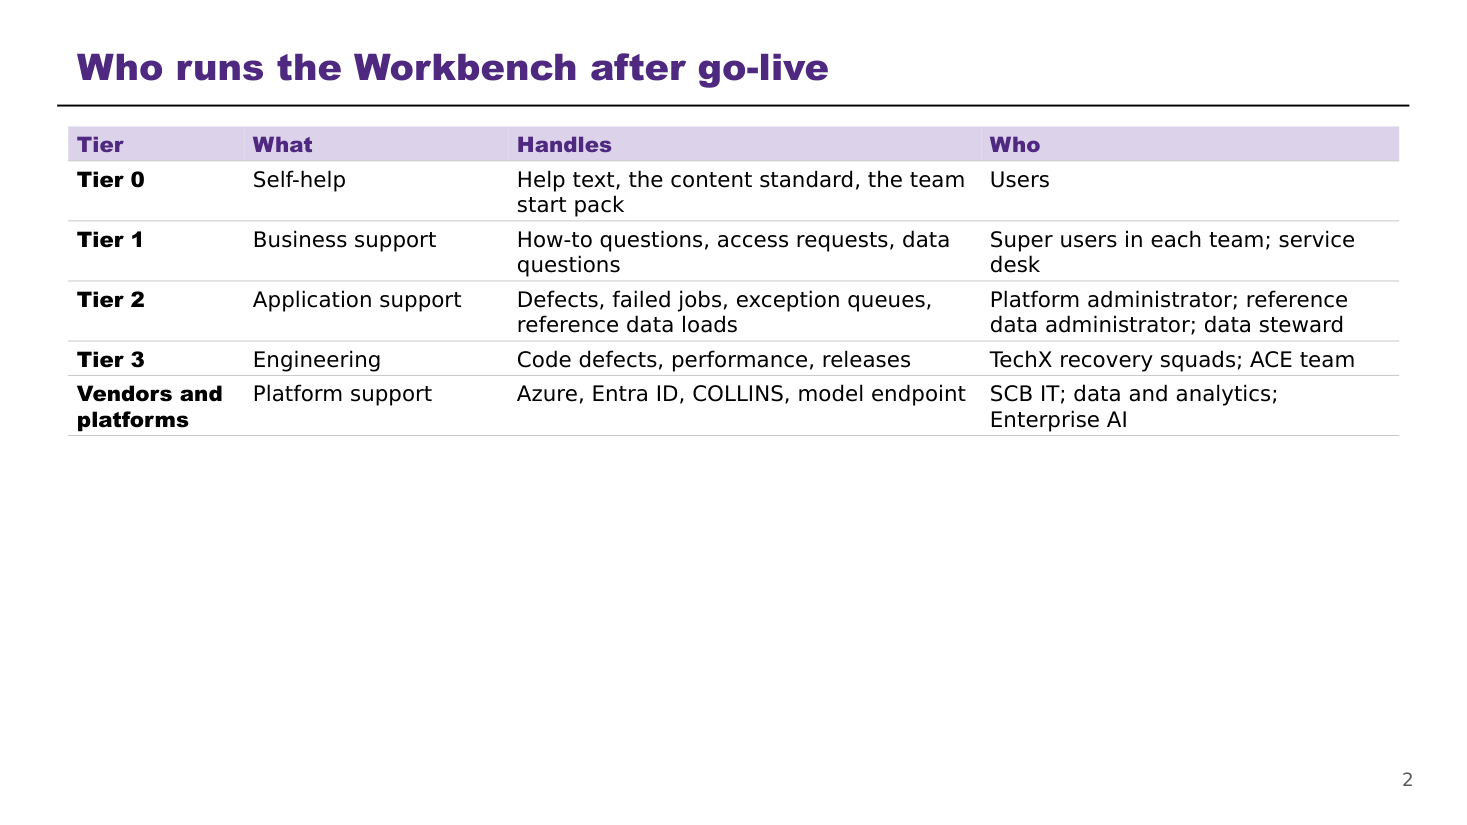 Who runs the Workbench after go-live
Tier What Handles Who
Tier 0 Self-help Help text, the content standard, the team Users
start pack
Tier 1 Business support How-to questions, access requests, data Super users in each team; service
questions desk
Tier 2 Application support Defects, failed jobs, exception queues, Platform administrator; reference
reference data loads data administrator; data steward
Tier 3 Engineering Code defects, performance, releases TechX recovery squads; ACE team
Vendors and Platform support Azure, Entra ID, COLLINS, model endpoint SCB IT; data and analytics;
platforms Enterprise AI
2